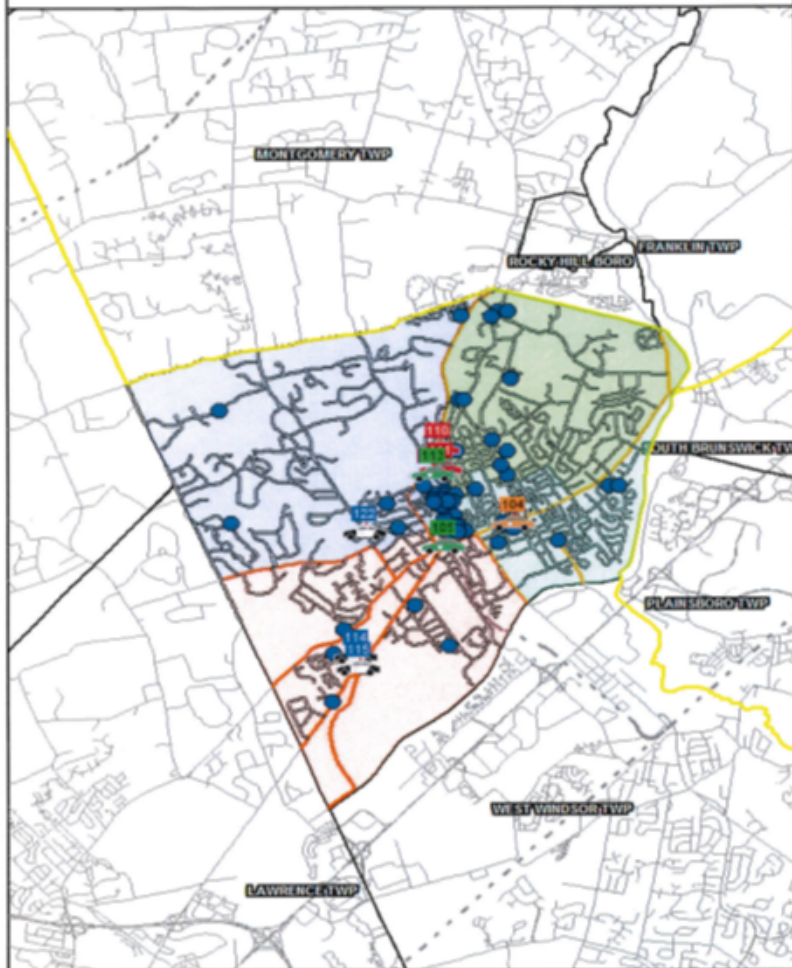 MONTGOMERY TWP
FRANKLIN TWP
ROCKY HILL BORO
110
113
SOUTH BRUNSWICK TW
104
122
PLAINSBORO TWP
114
115
WEST WINDSOR TWP
LAWRENCE TWP